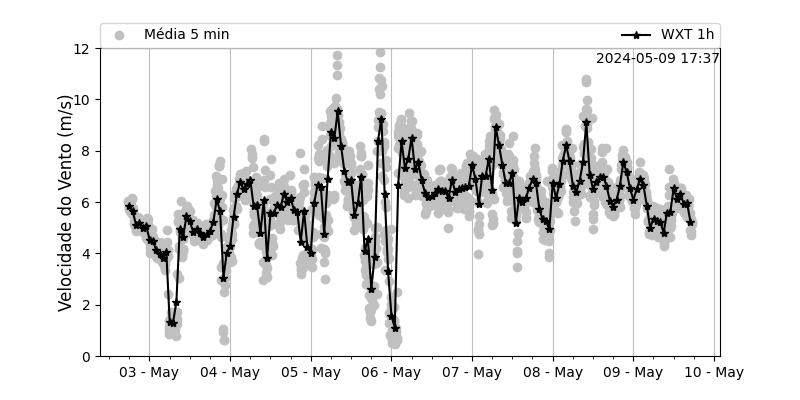 Média 5 min
WXT 1h
2024-05-09 17:37
Velocidade do Vento (m/s)
12
10
8
6
4
2
0
03 - May 04 - May 05 - May 06 - May 07 - May 08 - May 09 - May 10 - May